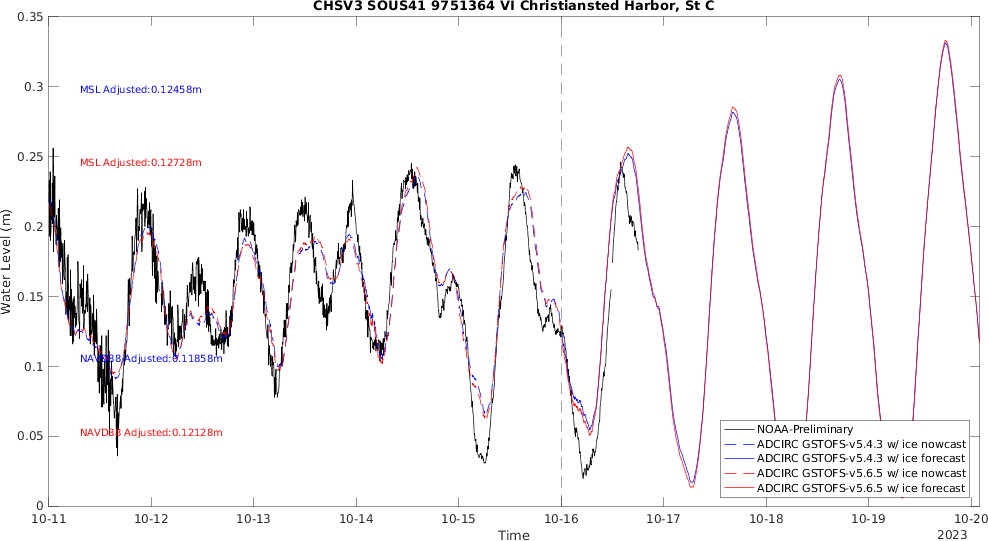 CHSV3 SOUS41 9751364 VI Christiansted Harbor, St C
0.35
0.3
0.25
0.2
0.15
0.1
0.05
0
Water Level (m)
MSL Adjusted:0.12458m
MSL Adjusted:0.12728m
NAVD88 Adjusted:0.11858m
NAVD88 Adjusted:0.12128m
NOAA-Preliminary
ADCIRC GSTOFS-v5.4.3 w/ ice nowcast
ADCIRC GSTOFS-v5.4.3 w/ ice forecast
ADCIRC GSTOFS-v5.6.5 w/ ice nowcast
ADCIRC GSTOFS-v5.6.5 w/ ice forecast
10-11 10-12 10-13 10-14 10-15 10-16 10-17 10-18 10-19 10-20
Time
2023